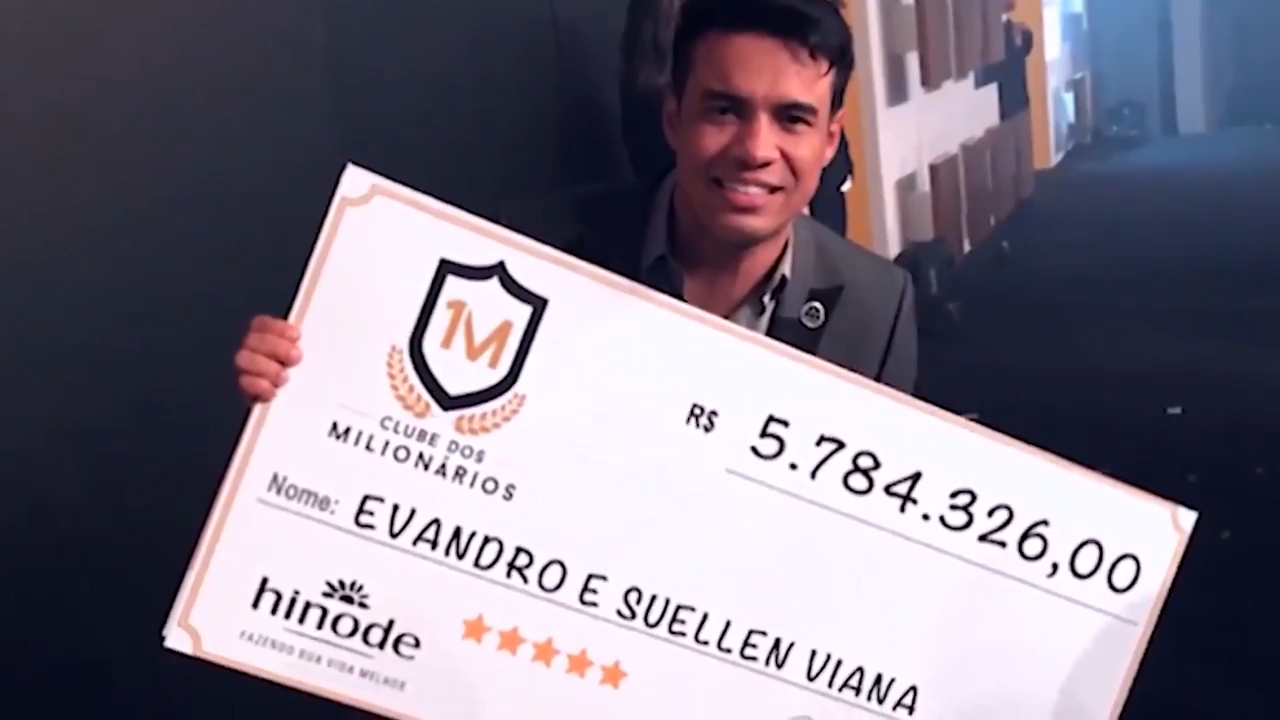 1M
CLUBE DOS
MILIONÁRIOS
R$ 5.784.326,00
Nome: EVANDRO E SUELLEN VIANA
hinode
FAZENDO SUA VIDA MELHOR